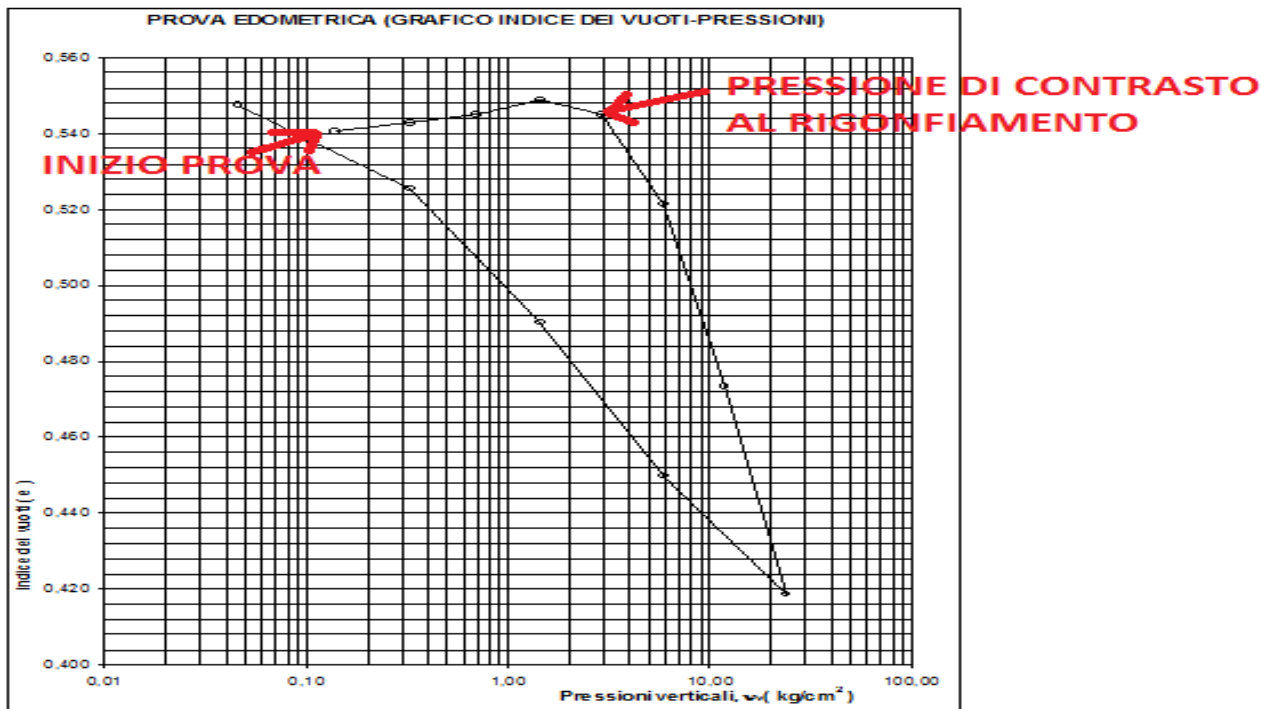 PROVA EDOMETRICA (GRAFICO INDICE DEI VUOTI-PRESSIONI)
0,560
0,540
0,520
0,500
0,480
0,460
0,440
0,420
0,400
PRESSIONE DI CONTRASTO
AL RIGONFIAMENTO
INIZIO PROVA
Indice dei vuoti ( e )
0,01
0,10
1,00
10,00
100,00
Pressioni verticali, ( kg/cm²)